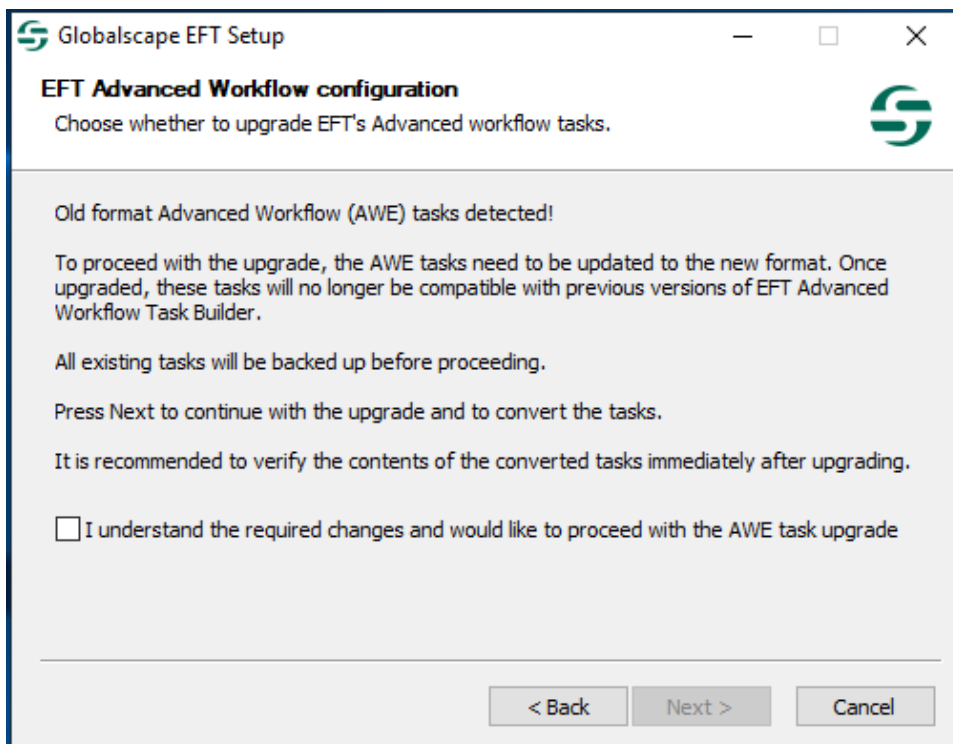 Globalscape EFT Setup
EFT Advanced Workflow configuration
Choose whether to upgrade EFT's Advanced workflow tasks.
Old format Advanced Workflow (AWE) tasks detected!
To proceed with the upgrade, the AWE tasks need to be updated to the new format. Once
upgraded, these tasks will no longer be compatible with previous versions of EFT Advanced
Workflow Task Builder.
All existing tasks will be backed up before proceeding.
Press Next to continue with the upgrade and to convert the tasks.
It is recommended to verify the contents of the converted tasks immediately after upgrading.
I understand the required changes and would like to proceed with the AWE task upgrade
< Back Next > Cancel